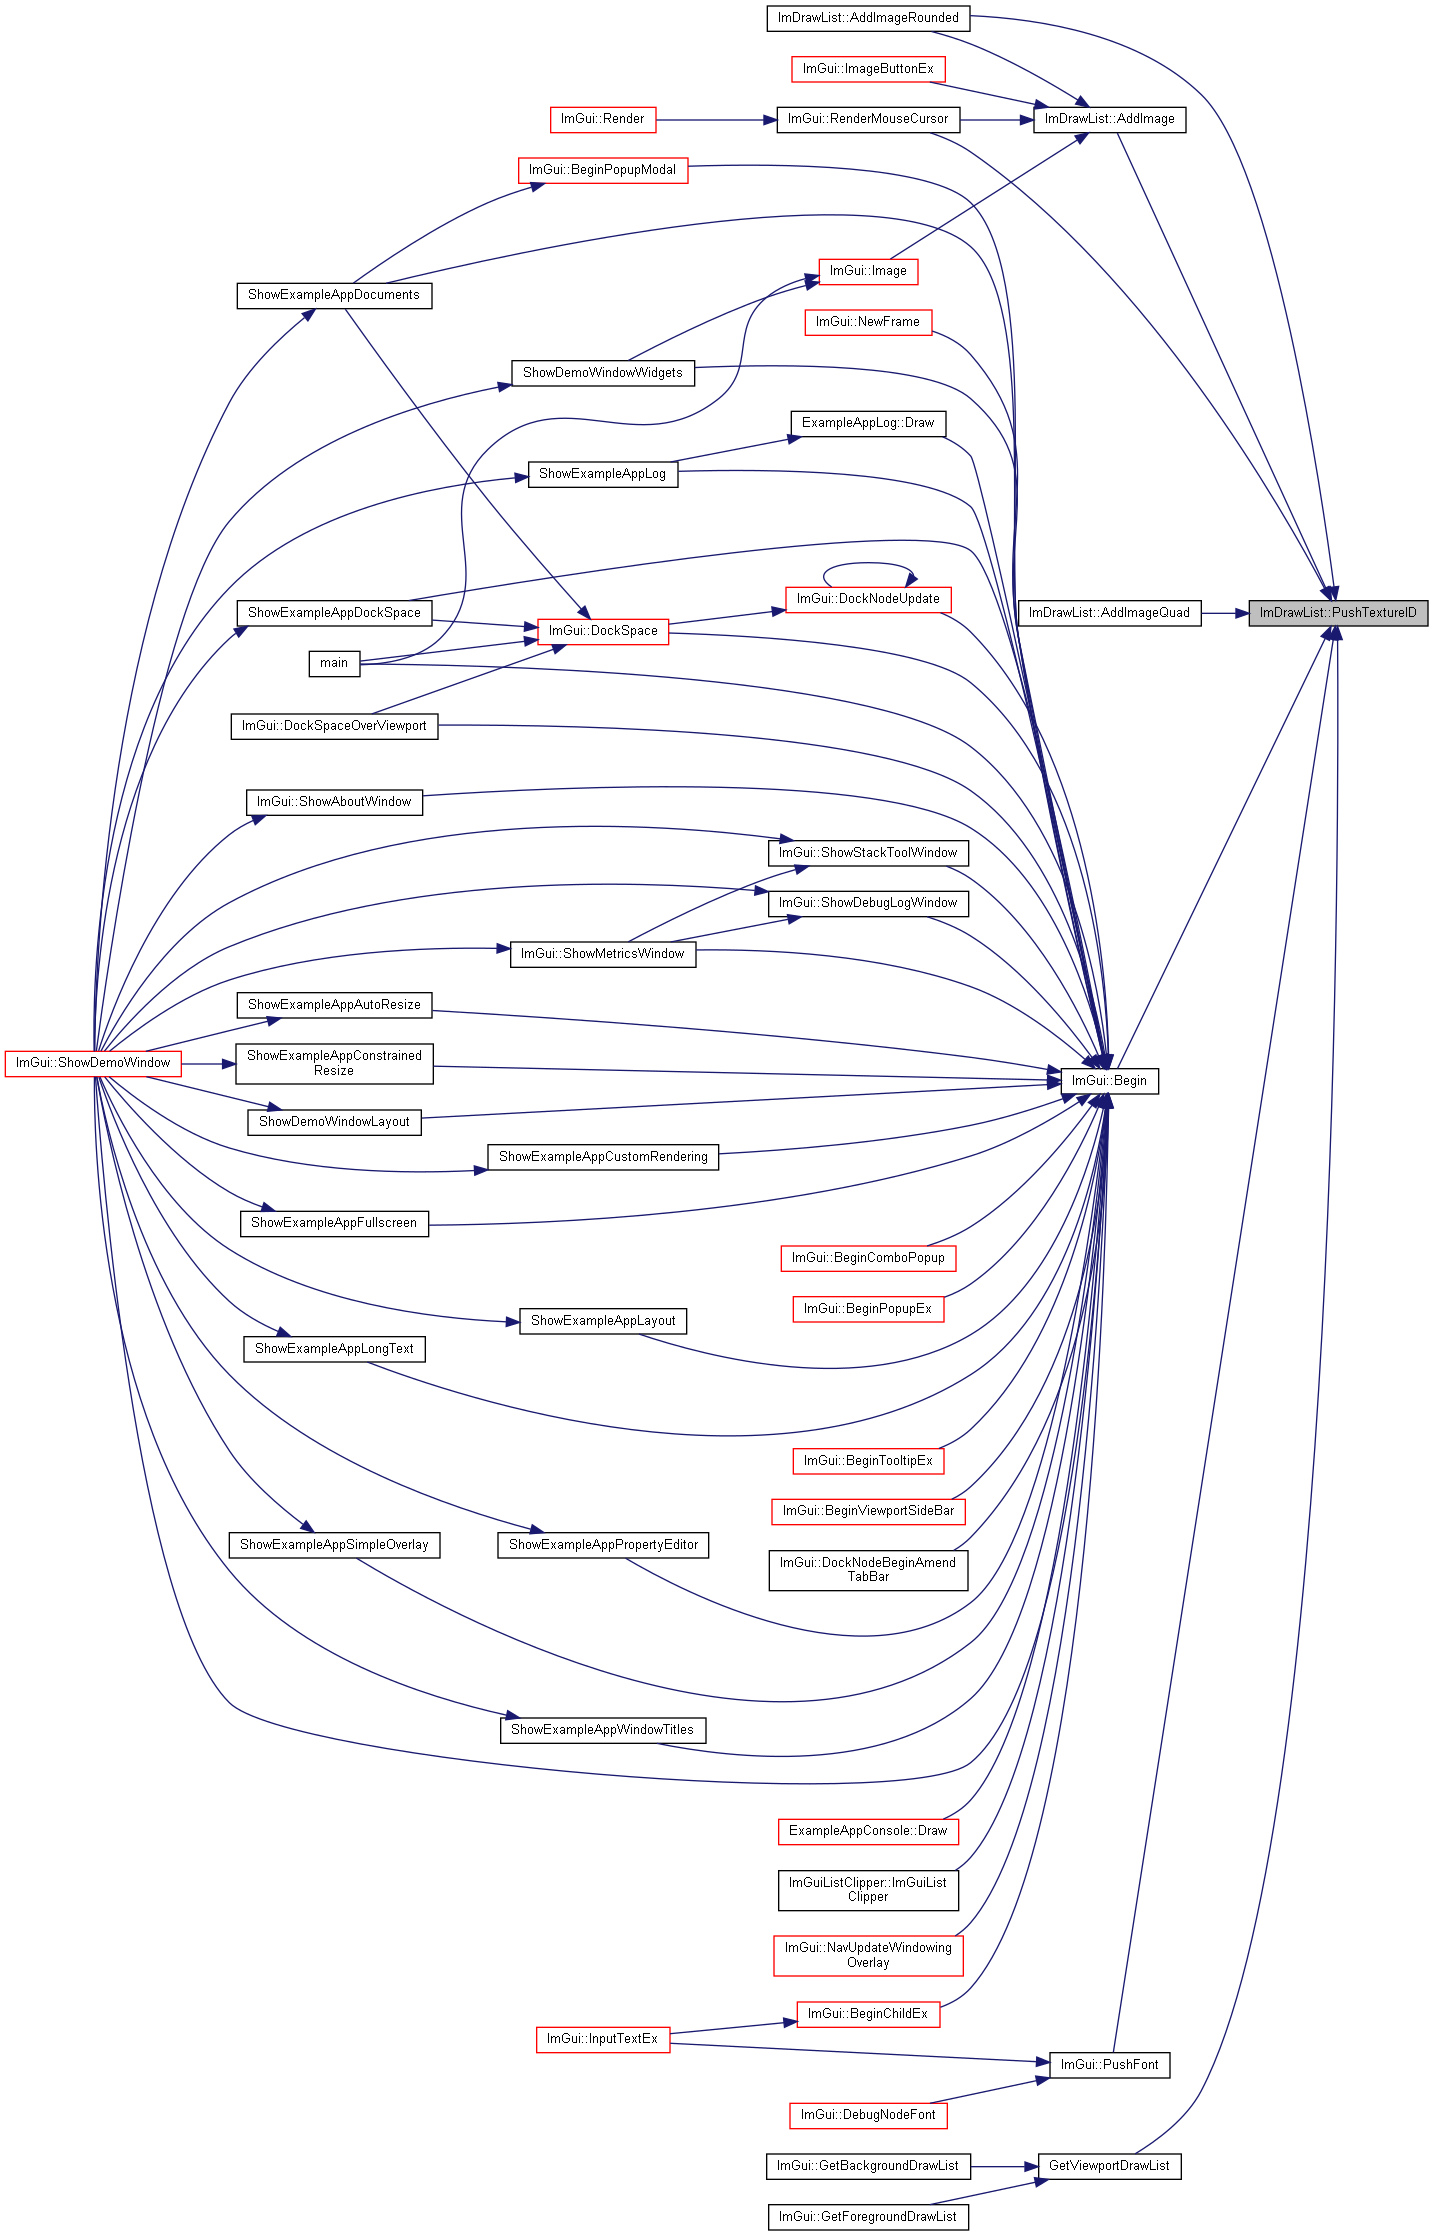 ImDrawList::AddImageRounded
ImGui::ImageButtonEx
ImGui::Render
ImGui::RenderMouseCursor
ImDrawList::AddImage
ImGui::BeginPopupModal
ImGui::Image
ShowExampleAppDocuments
ImGui::NewFrame
ShowDemoWindowWidgets
ExampleAppLog::Draw
ShowExampleAppLog
ImGui::DockNodeUpdate
ShowExampleAppDockSpace
ImDrawList::AddImageQuad
ImDrawList::PushTextureID
ImGui::DockSpace
main
ImGui::DockSpaceOverViewport
ImGui::ShowAboutWindow
ImGui::ShowStackToolWindow
ImGui::ShowDebugLogWindow
ImGui::ShowMetricsWindow
ShowExampleAppAutoResize
ImGui::ShowDemoWindow
ShowExampleAppConstrained
Resize
ImGui::Begin
ShowDemoWindowLayout
ShowExampleAppCustomRendering
ShowExampleAppFullscreen
ImGui::BeginComboPopup
ImGui::BeginPopupEx
ShowExampleAppLayout
ShowExampleAppLongText
ImGui::BeginTooltipEx
ImGui::BeginViewportSideBar
ShowExampleAppSimpleOverlay
ShowExampleAppPropertyEditor
ImGui::DockNodeBeginAmend
TabBar
ShowExampleAppWindowTitles
ExampleAppConsole::Draw
ImGuiListClipper::ImGuiList
Clipper
ImGui::NavUpdateWindowing
Overlay
ImGui::BeginChildEx
ImGui::InputTextEx
ImGui::PushFont
ImGui::DebugNodeFont
ImGui::GetBackgroundDrawList
GetViewportDrawList
ImGui::GetForegroundDrawList